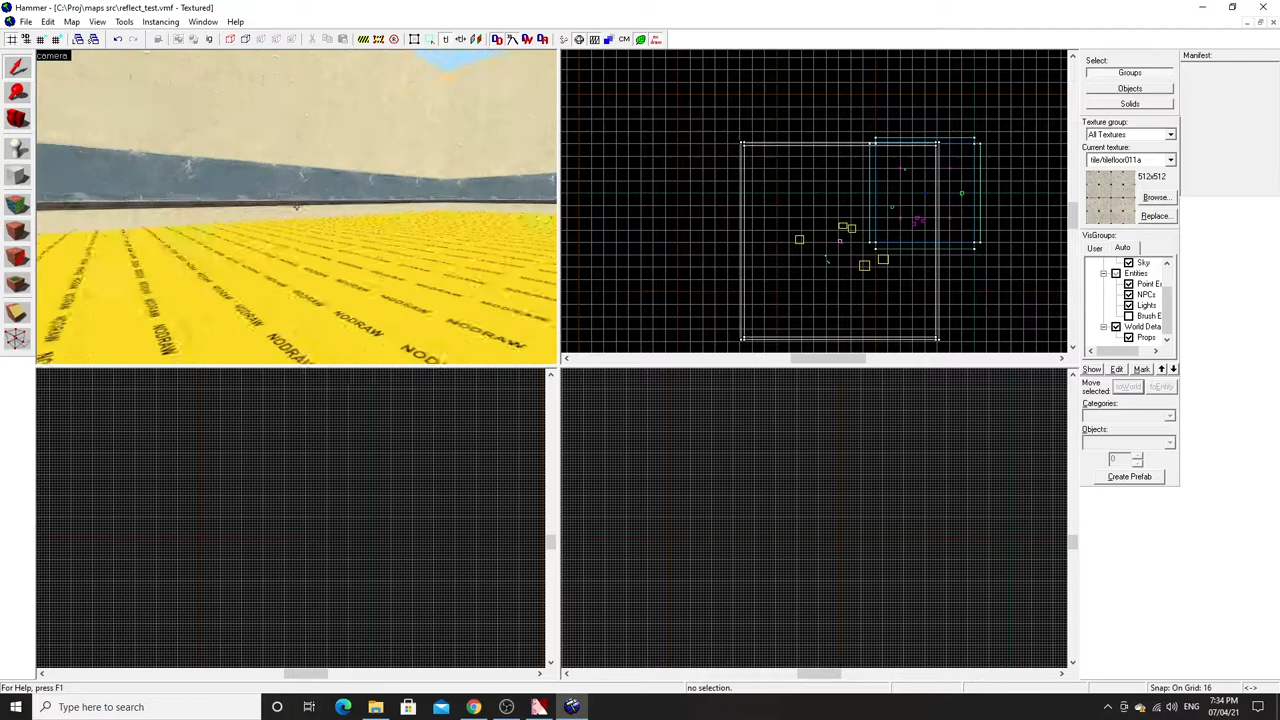 Hammer - [C:\Proj\maps src\reflect_test.vmf - Textured]
File Edit Map View Tools Instancing Window Help
CM
camera
NODRAW NODRAW NODRAW
NODRAW NODRAW
Select:
Groups
Objects
Solids
Texture group:
All Textures
Current texture:
tile/tilefloor011a
512x512
Browse...
Replace...
VisGroups:
User Auto
Sky
Entities
Point E
NPCs
Lights
Brush E
World Deta
Props
Show Edit Mark
Move
selected: toWorld toEntity
Categories:
Objects:
0
Create Prefab
Manifest:
For Help, press F1
no selection.
Snap: On Grid: 16
<->
Type here to search
ENG
7:34 PM
07/04/21